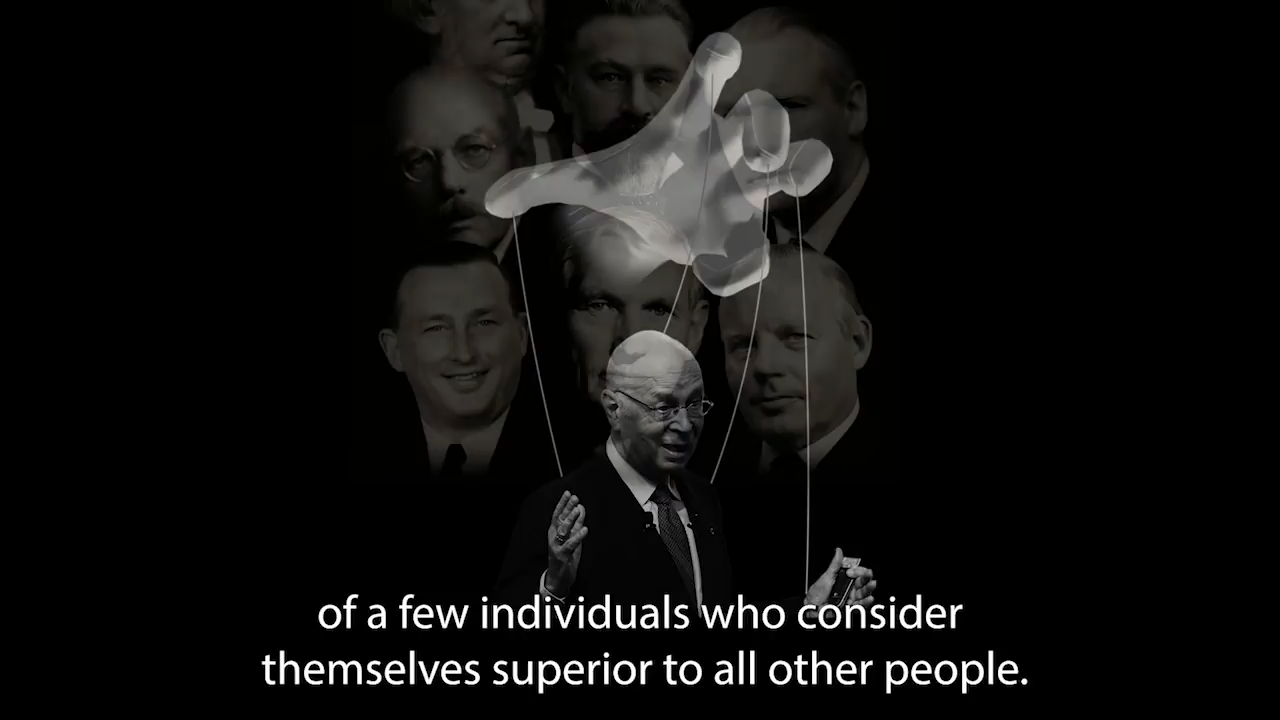 of a few individuals who consider
themselves superior to all other people.